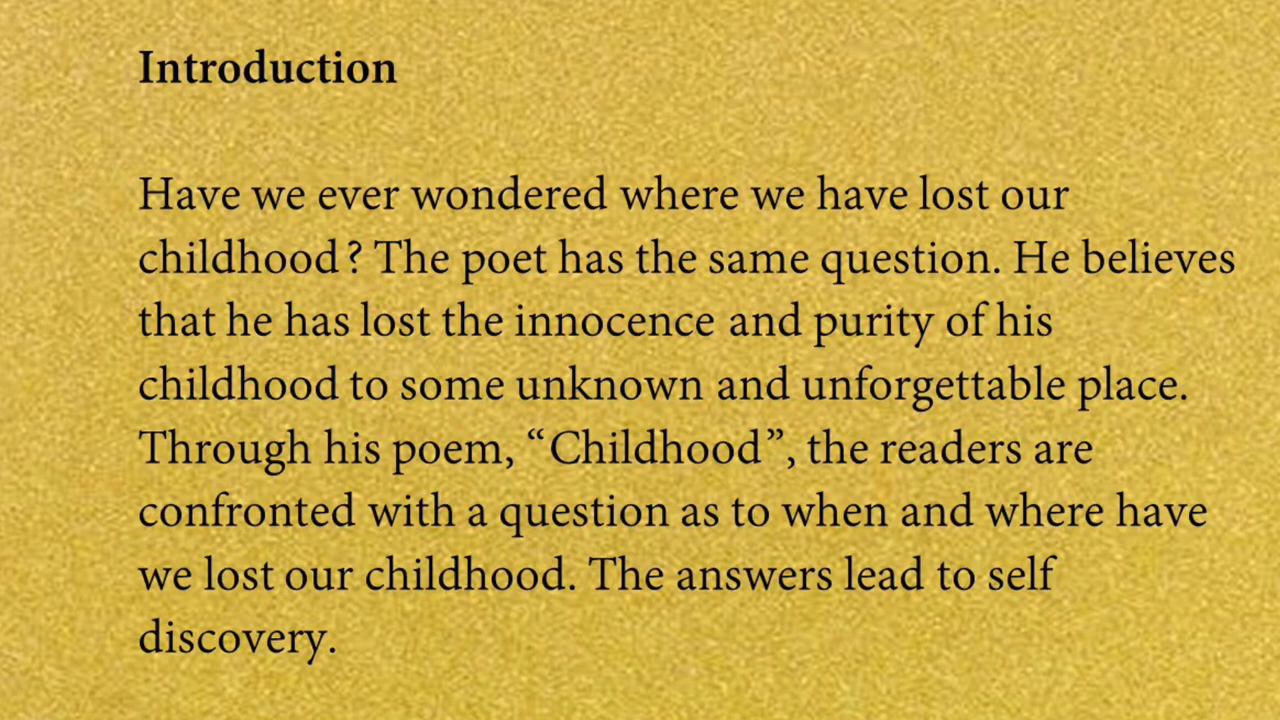 Introduction
Have we ever wondered where we have lost our
childhood? The poet has the same question. He believes
that he has lost the innocence and purity of his
childhood to some unknown and unforgettable place.
Through his poem, “Childhood”, the readers are
confronted with a question as to when and where have
we lost our childhood. The answers lead to self
discovery.